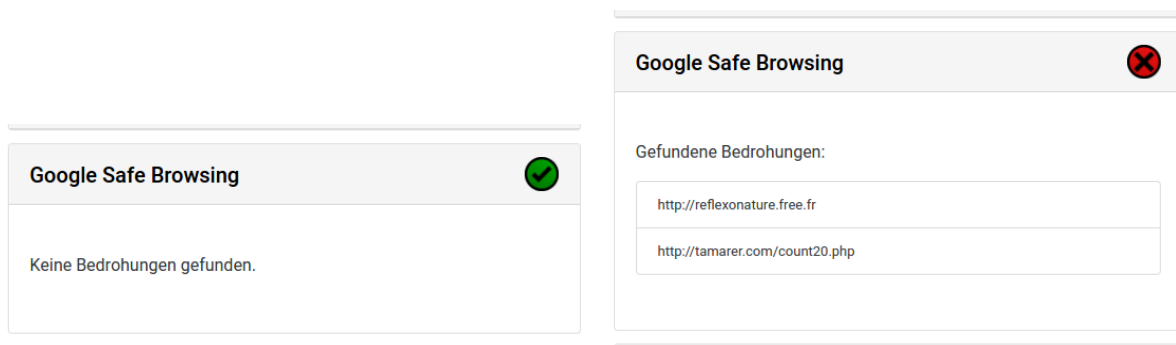 Google Safe Browsing
Keine Bedrohungen gefunden.
Google Safe Browsing
Gefundene Bedrohungen:
http://reflexonature.free.fr
http://tamarer.com/count20.php